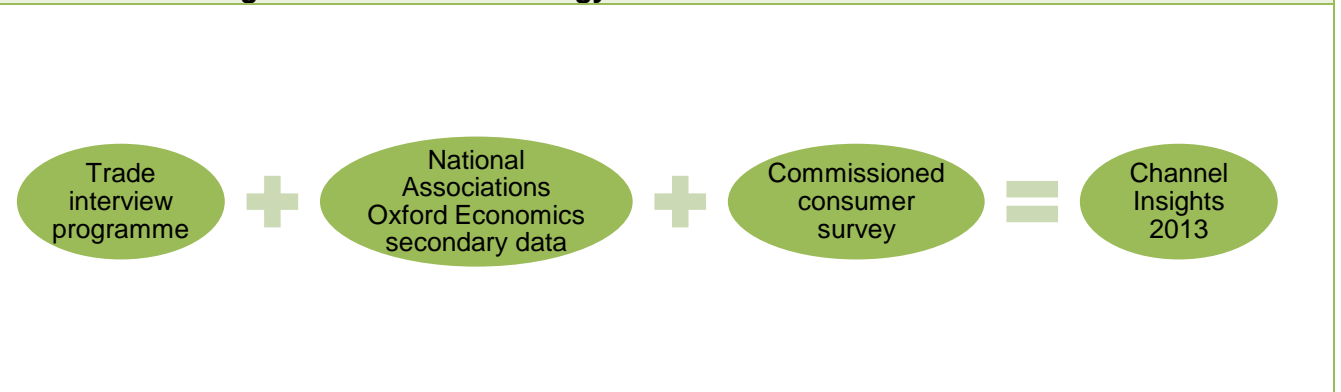 Trade
interview
programme
National
Associations
Oxford Economics
secondary data
Commissioned
consumer
survey
Channel
Insights
2013